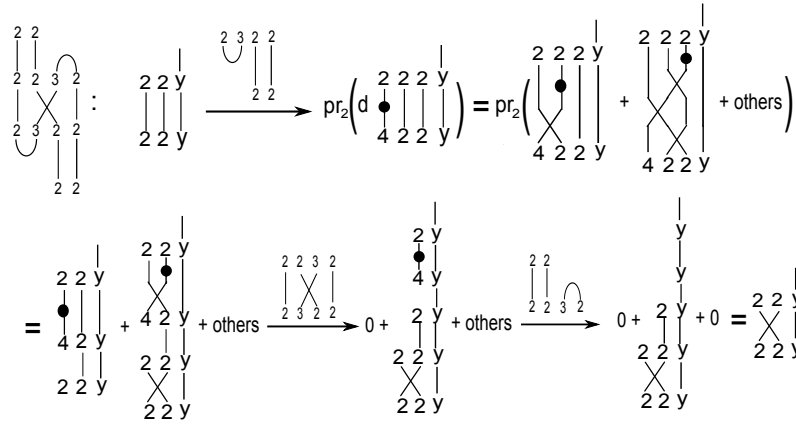 2 2
2 2 3 2
2 3 2 2
2 2
:
2 2 y
2 2 y
2 3 2 2
2 2
pr₂(d
2 2 2 y
4 2 2 y
) = pr₂(
2 2 2 y
4 2 2 y
+
2 2 2 y
4 2 2 y
+ others )
=
2 2 y
4 2 y
2 2 y
+
2 2 y
4 2 y
2 2 y
2 2 y
+ others
2 2 3 2
2 3 2 2
0 +
2 y
4 y
2 y
2 2 y
2 2 y
+ others
2 2
2 2 3 2
0 +
y
y
2 y
2 2 y
2 2 y
+ 0 =
2 2 y
2 2 y